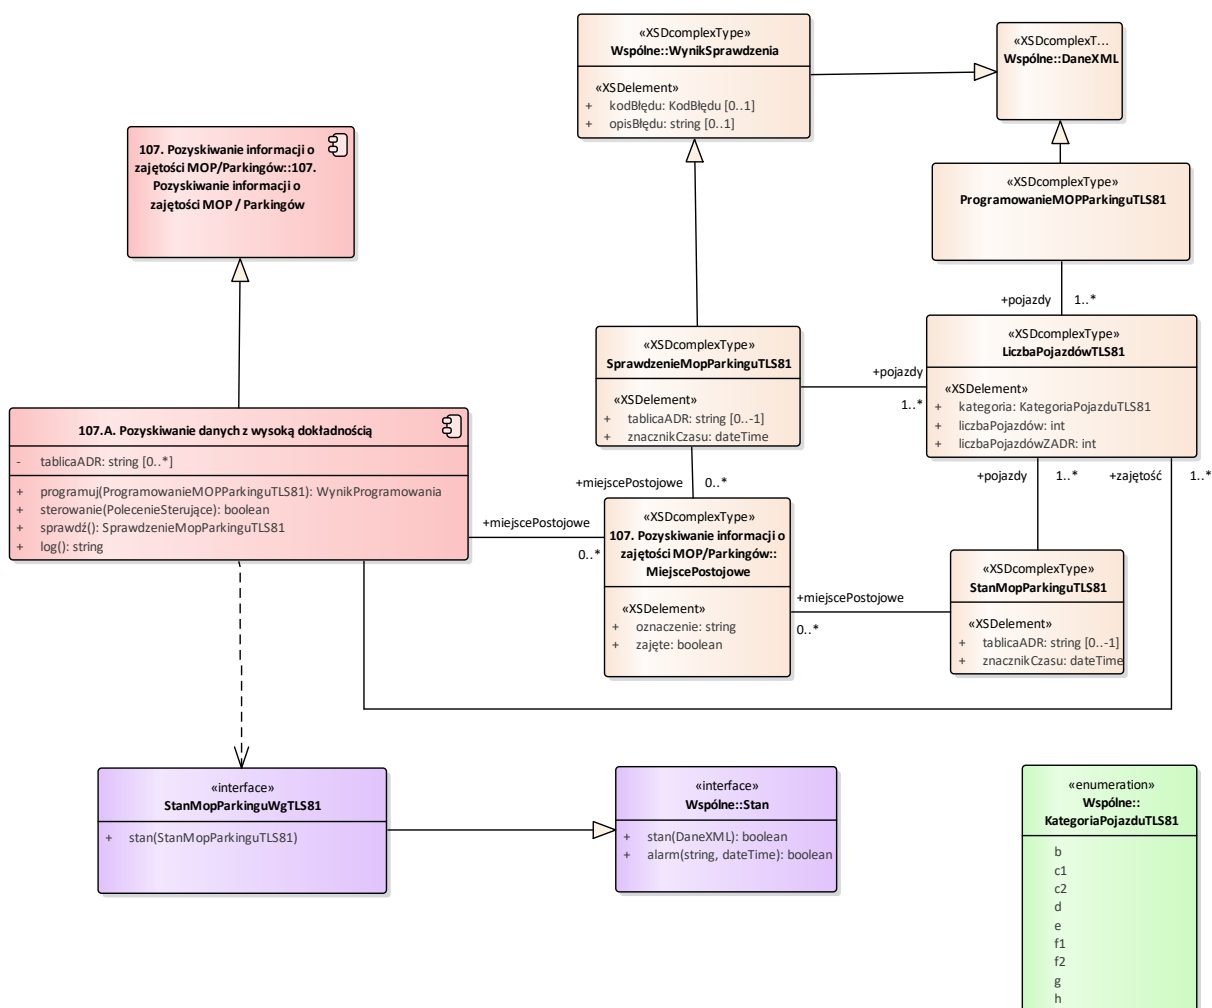 «XSDcomplexType»
Wspólne::WynikSprawdzenia
«XSDelement»
+ kodBłędu: KodBłędu [0..1]
+ opisBłędu: string [0..1]
«XSDcomplexT...
Wspólne::DaneXML
107. Pozyskiwanie informacji o
zajętości MOP/Parkingów::107.
Pozyskiwanie informacji o
zajętości MOP / Parkingów
«XSDcomplexType»
ProgramowanieMOPParkinguTLS81
+pojazdy 1..*
«XSDcomplexType»
SprawdzenieMopParkinguTLS81
«XSDelement»
+ tablicaADR: string [0..-1]
+ znacznikCzasu: dateTime
+pojazdy
1..*
«XSDcomplexType»
LiczbaPojazdówTLS81
«XSDelement»
+ kategoria: KategoriaPojazduTLS81
+ liczbaPojazdów: int
+ liczbaPojazdówZADR: int
107.A. Pozyskiwanie danych z wysoką dokładnością
- tablicaADR: string [0..*]
+ programuj(ProgramowanieMOPParkinguTLS81): WynikProgramowania
+ sterowanie(PolecenieSterujące): boolean
+ sprawdź(): SprawdzenieMopParkinguTLS81
+ log(): string
+miejscePostojowe 0..*
+pojazdy 1..*
+zajętość 1..*
+miejscePostojowe
0..*
«XSDcomplexType»
107. Pozyskiwanie informacji o
zajętości MOP/Parkingów::
MiejscePostojowe
«XSDelement»
+ oznaczenie: string
+ zajęte: boolean
+miejscePostojowe
0..*
«XSDcomplexType»
StanMopParkinguTLS81
«XSDelement»
+ tablicaADR: string [0..-1]
+ znacznikCzasu: dateTime
«interface»
StanMopParkinguWgTLS81
+ stan(StanMopParkinguTLS81)
«interface»
Wspólne::Stan
+ stan(DaneXML): boolean
+ alarm(string, dateTime): boolean
«enumeration»
Wspólne::
KategoriaPojazduTLS81
b
c1
c2
d
e
f1
f2
g
h